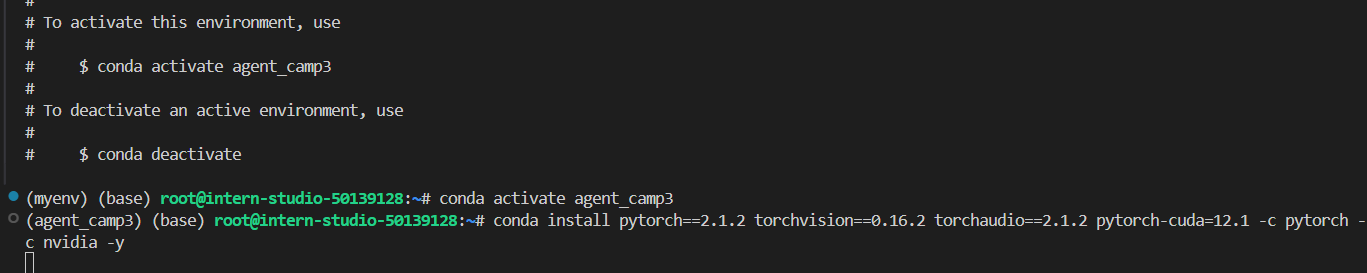 #
# To activate this environment, use
#
#     $ conda activate agent_camp3
#
# To deactivate an active environment, use
#
#     $ conda deactivate
(myenv) (base) root@intern-studio-50139128:~# conda activate agent_camp3
(agent_camp3) (base) root@intern-studio-50139128:~# conda install pytorch==2.1.2 torchvision==0.16.2 torchaudio==2.1.2 pytorch-cuda=12.1 -c pytorch -
c nvidia -y